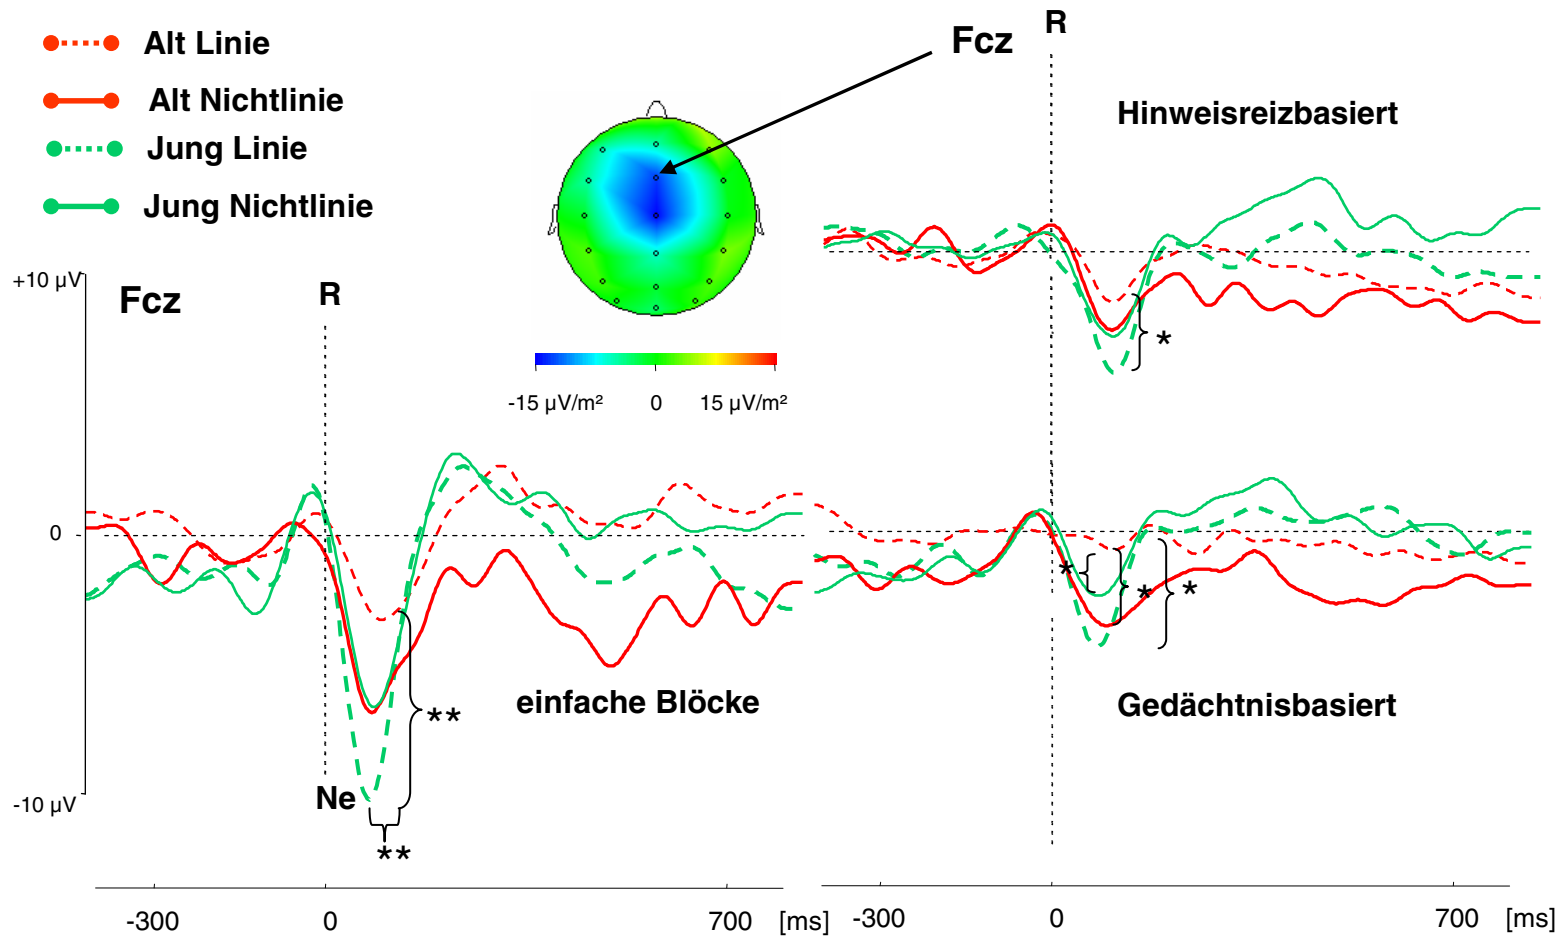 Alt Linie
Alt Nichtlinie
Jung Linie
Jung Nichtlinie
Fcz
R
Hinweisreizbasiert
*
-15 µV/m²
0
15 µV/m²
+10 µV
Fcz
R
0
-10 µV
Ne
**
**
einfache Blöcke
*
*
*
Gedächtnisbasiert
-300
0
700
[ms]
-300
0
700
[ms]